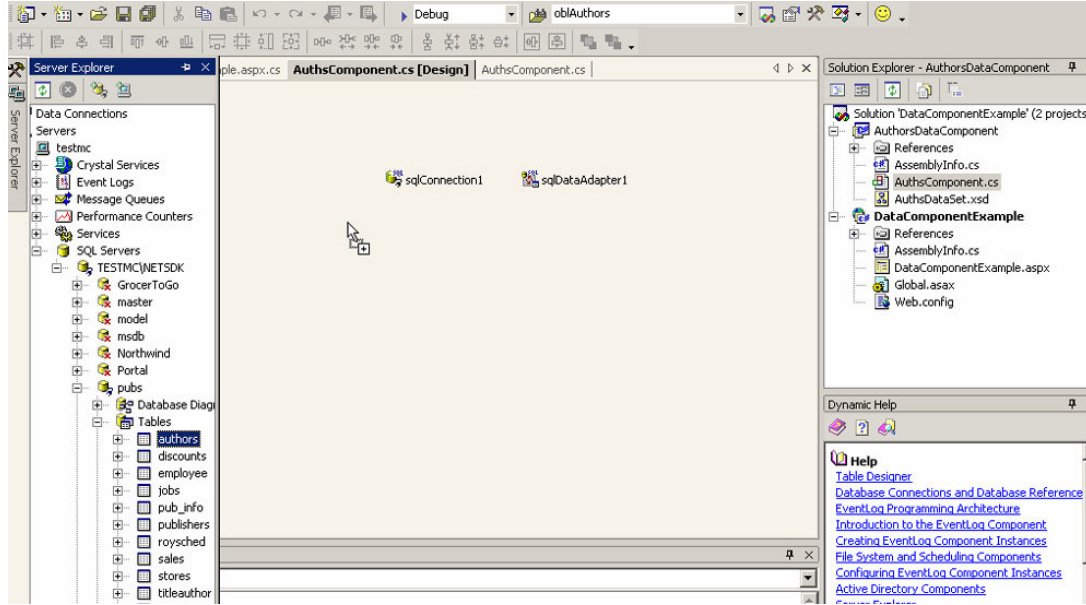 Debug
oblAuthors
Server Explorer
ple.aspx.cs AuthsComponent.cs [Design] AuthsComponent.cs
Solution Explorer - AuthorsDataComponent
Server Explorer
Data Connections
Servers
testmc
Crystal Services
Event Logs
Message Queues
Performance Counters
Services
SQL Servers
TESTMC\NETSDK
GrocerToGo
master
model
msdb
Northwind
Portal
pubs
Database Diagr
Tables
authors
discounts
employee
jobs
pub_info
publishers
roysched
sales
stores
titleauthor
sqlConnection1
sqlDataAdapter1
Solution 'DataComponentExample' (2 projects
AuthorsDataComponent
References
AssemblyInfo.cs
AuthsComponent.cs
AuthsDataSet.xsd
DataComponentExample
References
AssemblyInfo.cs
DataComponentExample.aspx
Global.asax
Web.config
Dynamic Help
Help
Table Designer
Database Connections and Database Reference
EventLog Programming Architecture
Introduction to the EventLog Component
Creating EventLog Component Instances
File System and Scheduling Components
Configuring EventLog Component Instances
Active Directory Components
Server Explorer